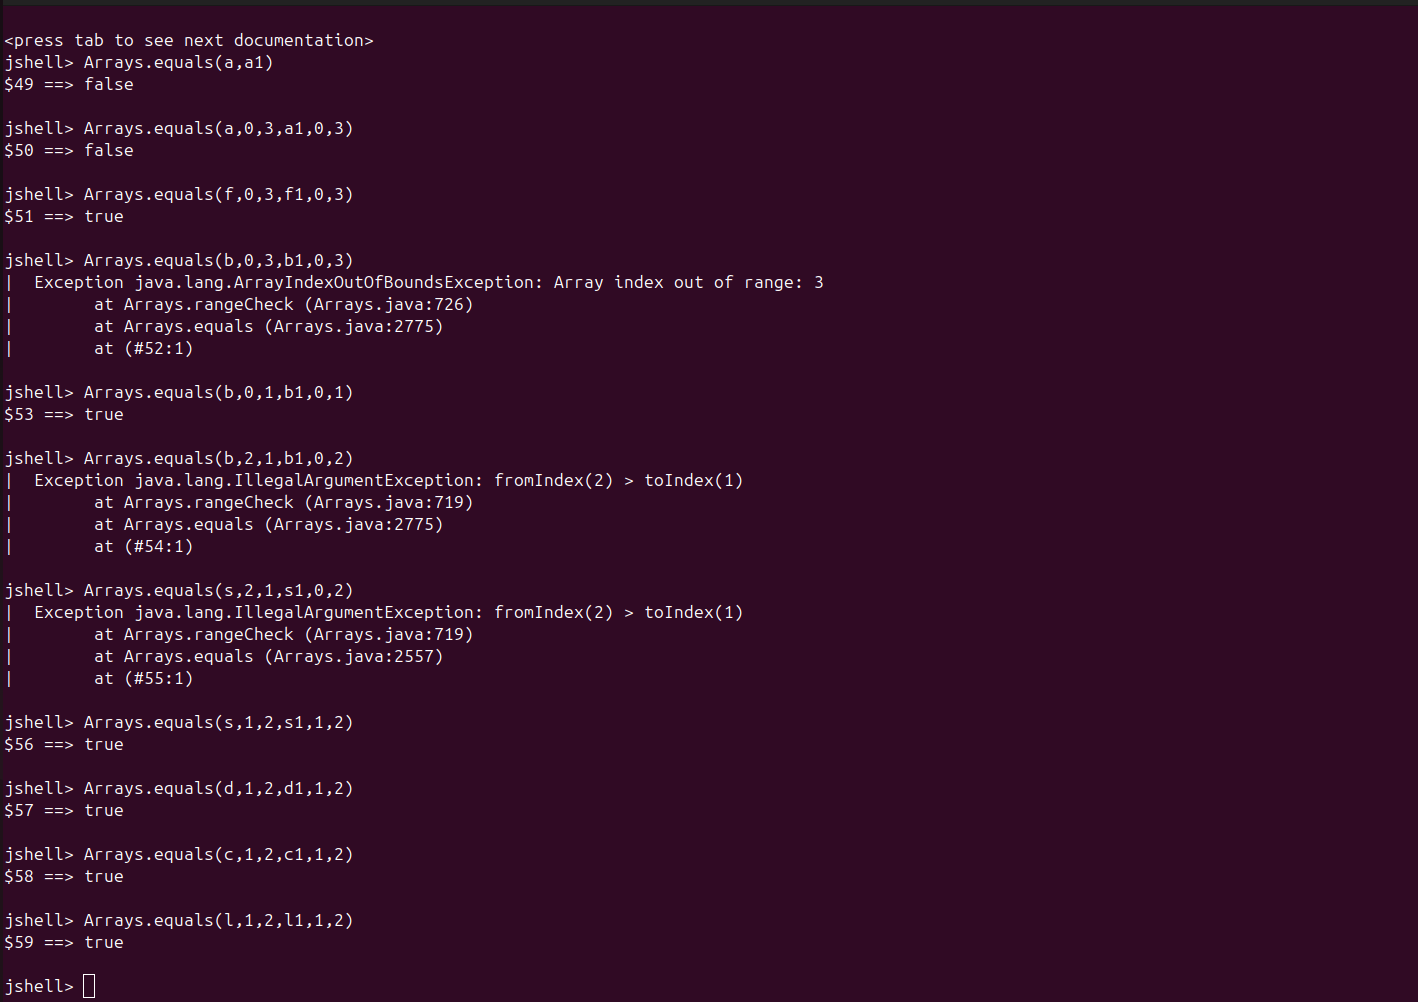 <press tab to see next documentation>
jshell> Arrays.equals(a,a1)
$49 ==> false
jshell> Arrays.equals(a,0,3,a1,0,3)
$50 ==> false
jshell> Arrays.equals(f,0,3,f1,0,3)
$51 ==> true
jshell> Arrays.equals(b,0,3,b1,0,3)
|  Exception java.lang.ArrayIndexOutOfBoundsException: Array index out of range: 3
|        at Arrays.rangeCheck (Arrays.java:726)
|        at Arrays.equals (Arrays.java:2775)
|        at (#52:1)
jshell> Arrays.equals(b,0,1,b1,0,1)
$53 ==> true
jshell> Arrays.equals(b,2,1,b1,0,2)
|  Exception java.lang.IllegalArgumentException: fromIndex(2) > toIndex(1)
|        at Arrays.rangeCheck (Arrays.java:719)
|        at Arrays.equals (Arrays.java:2775)
|        at (#54:1)
jshell> Arrays.equals(s,2,1,s1,0,2)
|  Exception java.lang.IllegalArgumentException: fromIndex(2) > toIndex(1)
|        at Arrays.rangeCheck (Arrays.java:719)
|        at Arrays.equals (Arrays.java:2557)
|        at (#55:1)
jshell> Arrays.equals(s,1,2,s1,1,2)
$56 ==> true
jshell> Arrays.equals(d,1,2,d1,1,2)
$57 ==> true
jshell> Arrays.equals(c,1,2,c1,1,2)
$58 ==> true
jshell> Arrays.equals(l,1,2,l1,1,2)
$59 ==> true
jshell>